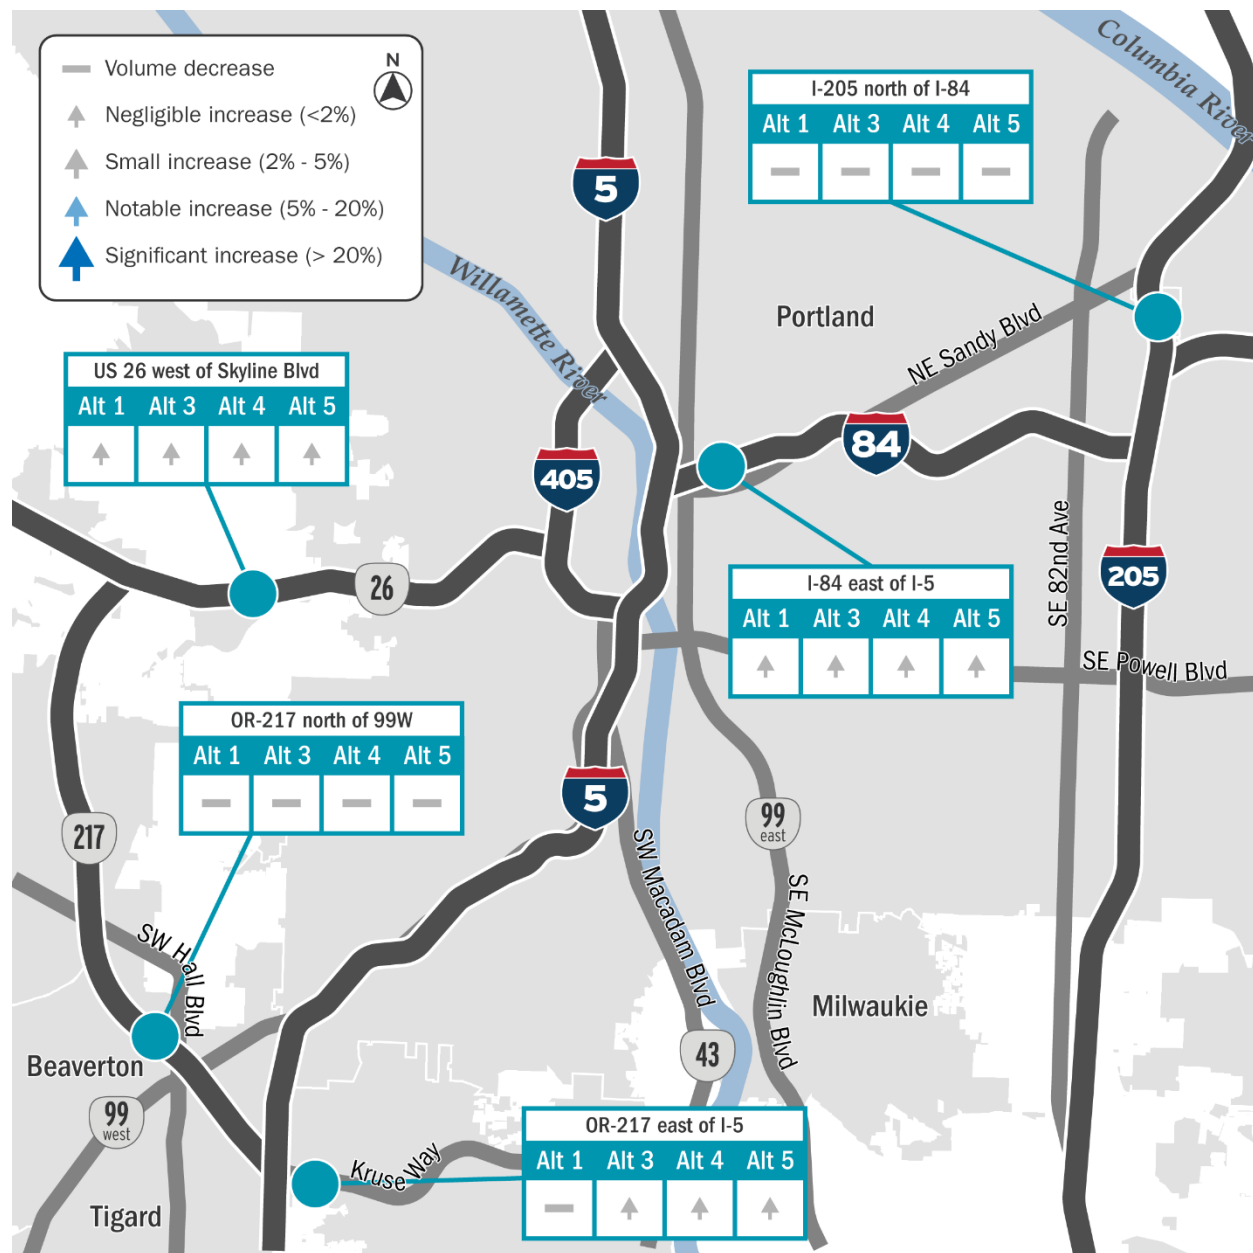 Volume decrease
Negligible increase (<2%)
Small increase (2% - 5%)
Notable increase (5% - 20%)
Significant increase (> 20%)
N
Columbia River
I-205 north of I-84
Alt 1 Alt 3 Alt 4 Alt 5
5
Willamette River
Portland
NE Sandy Blvd
US 26 west of Skyline Blvd
Alt 1 Alt 3 Alt 4 Alt 5
84
405
SE 82nd Ave
205
26
I-84 east of I-5
Alt 1 Alt 3 Alt 4 Alt 5
SE Powell Blvd
OR-217 north of 99W
Alt 1 Alt 3 Alt 4 Alt 5
5
217
99
east
SW Macadam Blvd
SE McLoughlin Blvd
SW Hall Blvd
Milwaukie
43
Beaverton
99
west
OR-217 east of I-5
Alt 1 Alt 3 Alt 4 Alt 5
Kruse Way
Tigard